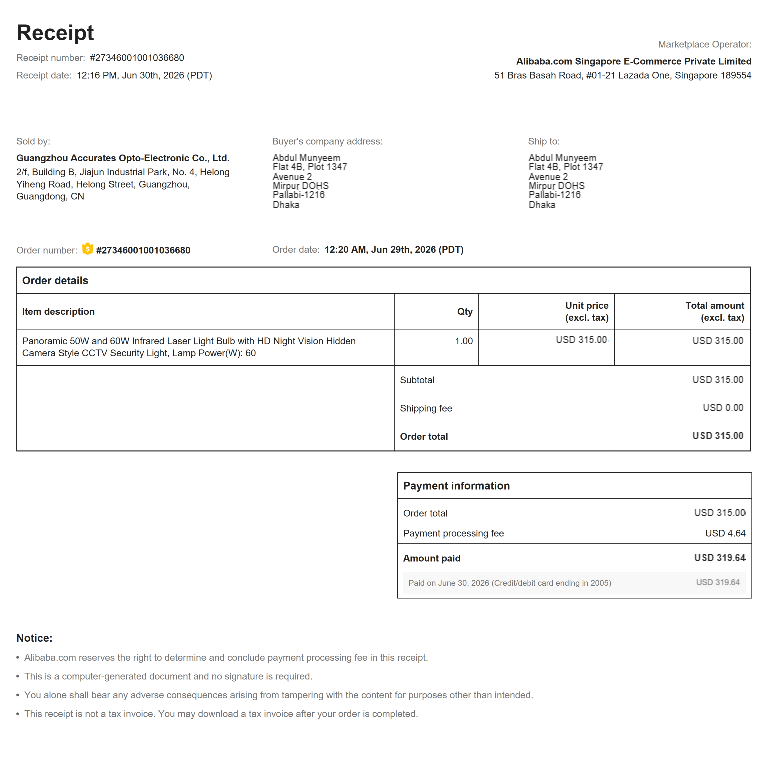 Receipt
Receipt number: #27346001001036680
Receipt date: 12:16 PM, Jun 30th, 2026 (PDT)
Marketplace Operator:
Alibaba.com Singapore E-Commerce Private Limited
51 Bras Basah Road, #01-21 Lazada One, Singapore 189554
Sold by:
Guangzhou Accurates Opto-Electronic Co., Ltd.
2/f, Building B, Jiajun Industrial Park, No. 4, Helong
Yiheng Road, Helong Street, Guangzhou,
Guangdong, CN
Buyer's company address:
Abdul Munyeem
Flat 4B, Plot 1347
Avenue 2
Mirpur DOHS
Pallabi-1216
Dhaka
Ship to:
Abdul Munyeem
Flat 4B, Plot 1347
Avenue 2
Mirpur DOHS
Pallabi-1216
Dhaka
Order number: $ #27346001001036680
Order date: 12:20 AM, Jun 29th, 2026 (PDT)
Order details
Item description Qty Unit price (excl. tax) Total amount (excl. tax)
Panoramic 50W and 60W Infrared Laser Light Bulb with HD Night Vision Hidden
Camera Style CCTV Security Light, Lamp Power(W): 60
1.00 USD 315.00 USD 315.00
Subtotal USD 315.00
Shipping fee USD 0.00
Order total USD 315.00
Payment information
Order total USD 315.00
Payment processing fee USD 4.64
Amount paid USD 319.64
Paid on June 30, 2026 (Credit/debit card ending in 2005) USD 319.64
Notice:
• Alibaba.com reserves the right to determine and conclude payment processing fee in this receipt.
• This is a computer-generated document and no signature is required.
• You alone shall bear any adverse consequences arising from tampering with the content for purposes other than intended.
• This receipt is not a tax invoice. You may download a tax invoice after your order is completed.